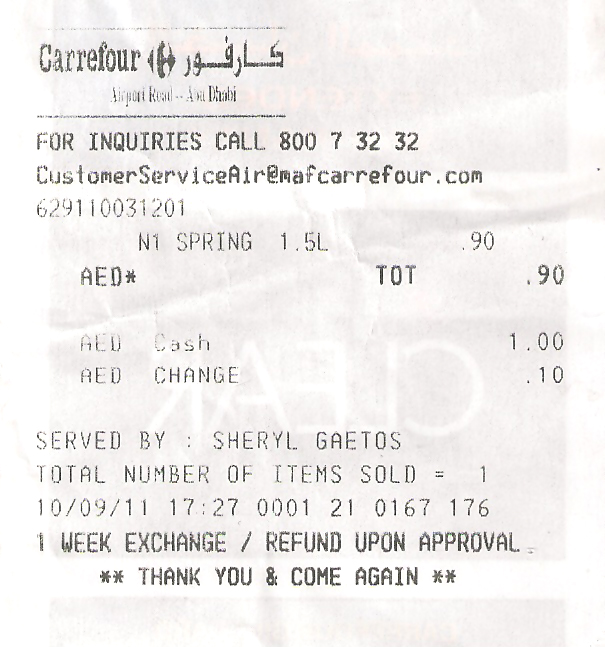 Carrefour كارفور
Airport Road - Abu Dhabi
FOR INQUIRIES CALL 800 7 32 32
CustomerServiceAir@mafcarrefour.com
629110031201
N1 SPRING 1.5L .90
AED* TOT .90
AED Cash 1.00
AED CHANGE .10
SERVED BY : SHERYL GAETOS
TOTAL NUMBER OF ITEMS SOLD = 1
10/09/11 17:27 0001 21 0167 176
1 WEEK EXCHANGE / REFUND UPON APPROVAL.
** THANK YOU & COME AGAIN **